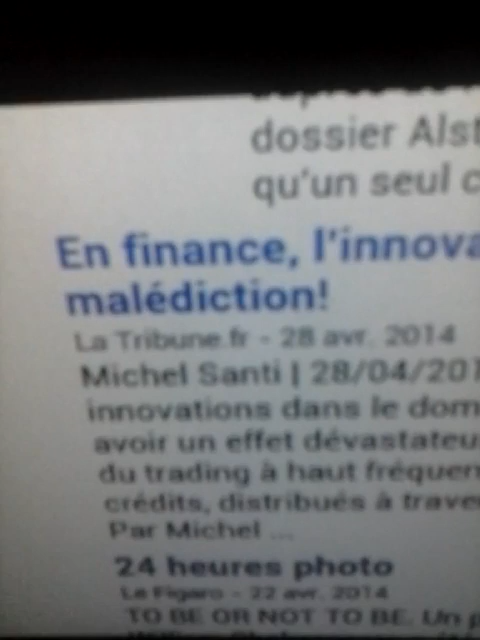 dossier Alst
qu'un seul c
En finance, l'innova
malédiction!
La Tribune.fr - 28 avr. 2014
Michel Santi | 28/04/201
innovations dans le dom
avoir un effet dévastateu
du trading à haut fréquen
crédits, distribués à trave
Par Michel ...
24 heures photo
Le Figaro - 22 avr. 2014
TO BE OR NOT TO BE. Un p